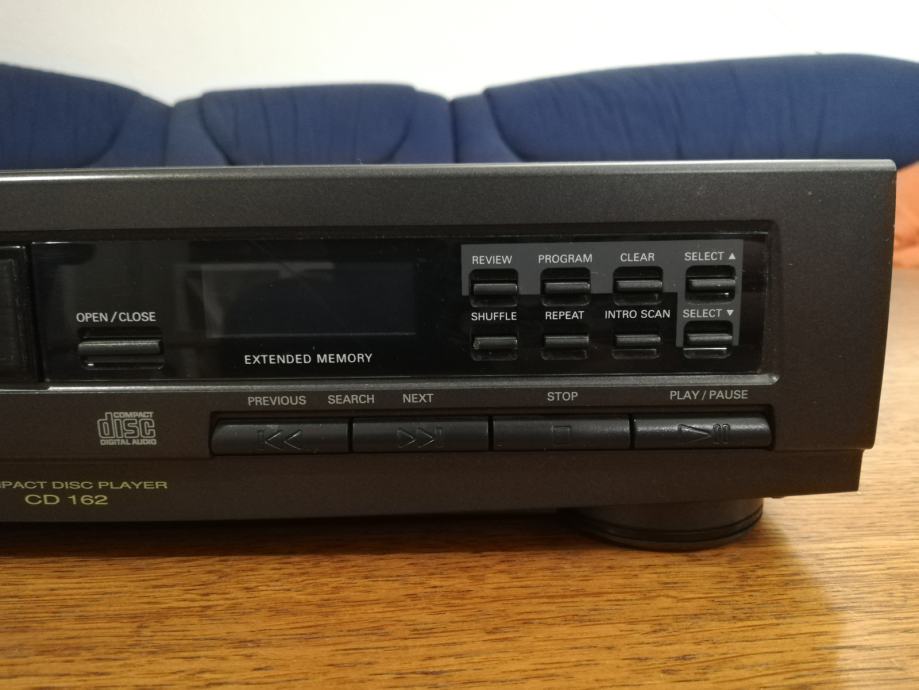 REVIEW PROGRAM CLEAR SELECT ▲
OPEN/CLOSE
SHUFFLE REPEAT INTRO SCAN SELECT ▼
EXTENDED MEMORY
PREVIOUS SEARCH NEXT STOP PLAY/PAUSE
COMPACT
disc
DIGITAL AUDIO
PACT DISC PLAYER
CD 162